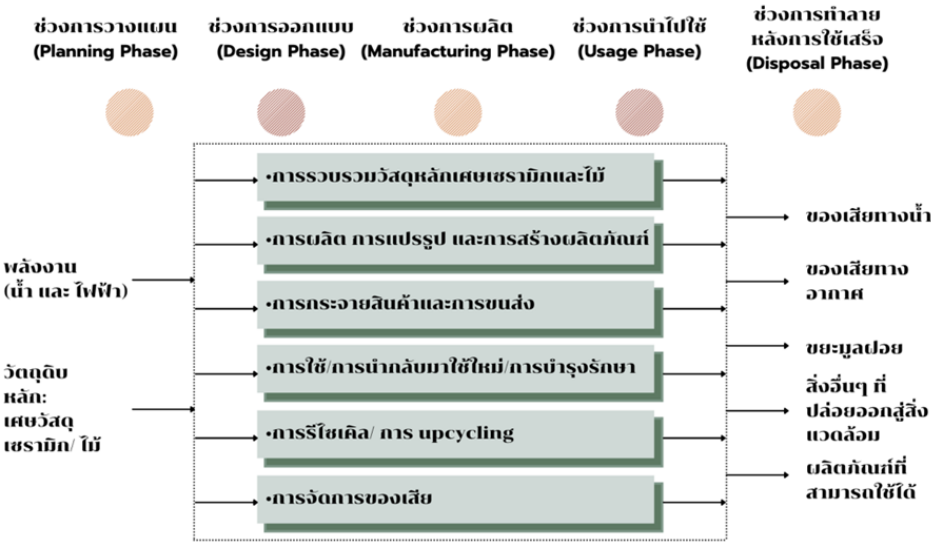 ช่วงการวางแผน
(Planning Phase)
ช่วงการออกแบบ
(Design Phase)
ช่วงการผลิต
(Manufacturing Phase)
ช่วงการนำไปใช้
(Usage Phase)
ช่วงการทำลาย
หลังการใช้เสร็จ
(Disposal Phase)
พลังงาน
(น้ำ และ ไฟฟ้า)
วัตถุดิบ
หลัก:
เศษวัสดุ
เซรามิก/ ไม้
•การรวบรวมวัสดุหลักเศษเซรามิกและไม้
•การผลิต การแปรรูป และการสร้างผลิตภัณฑ์
•การกระจายสินค้าและการขนส่ง
•การใช้/การนำกลับมาใช้ใหม่/การบำรุงรักษา
•การรีไซเคิล/ การ upcycling
•การจัดการของเสีย
ของเสียทางน้ำ
ของเสียทาง
อากาศ
ขยะมูลฝอย
สิ่งอื่นๆ ที่
ปล่อยออกสู่สิ่ง
แวดล้อม
ผลิตภัณฑ์ที่
สามารถใช้ได้